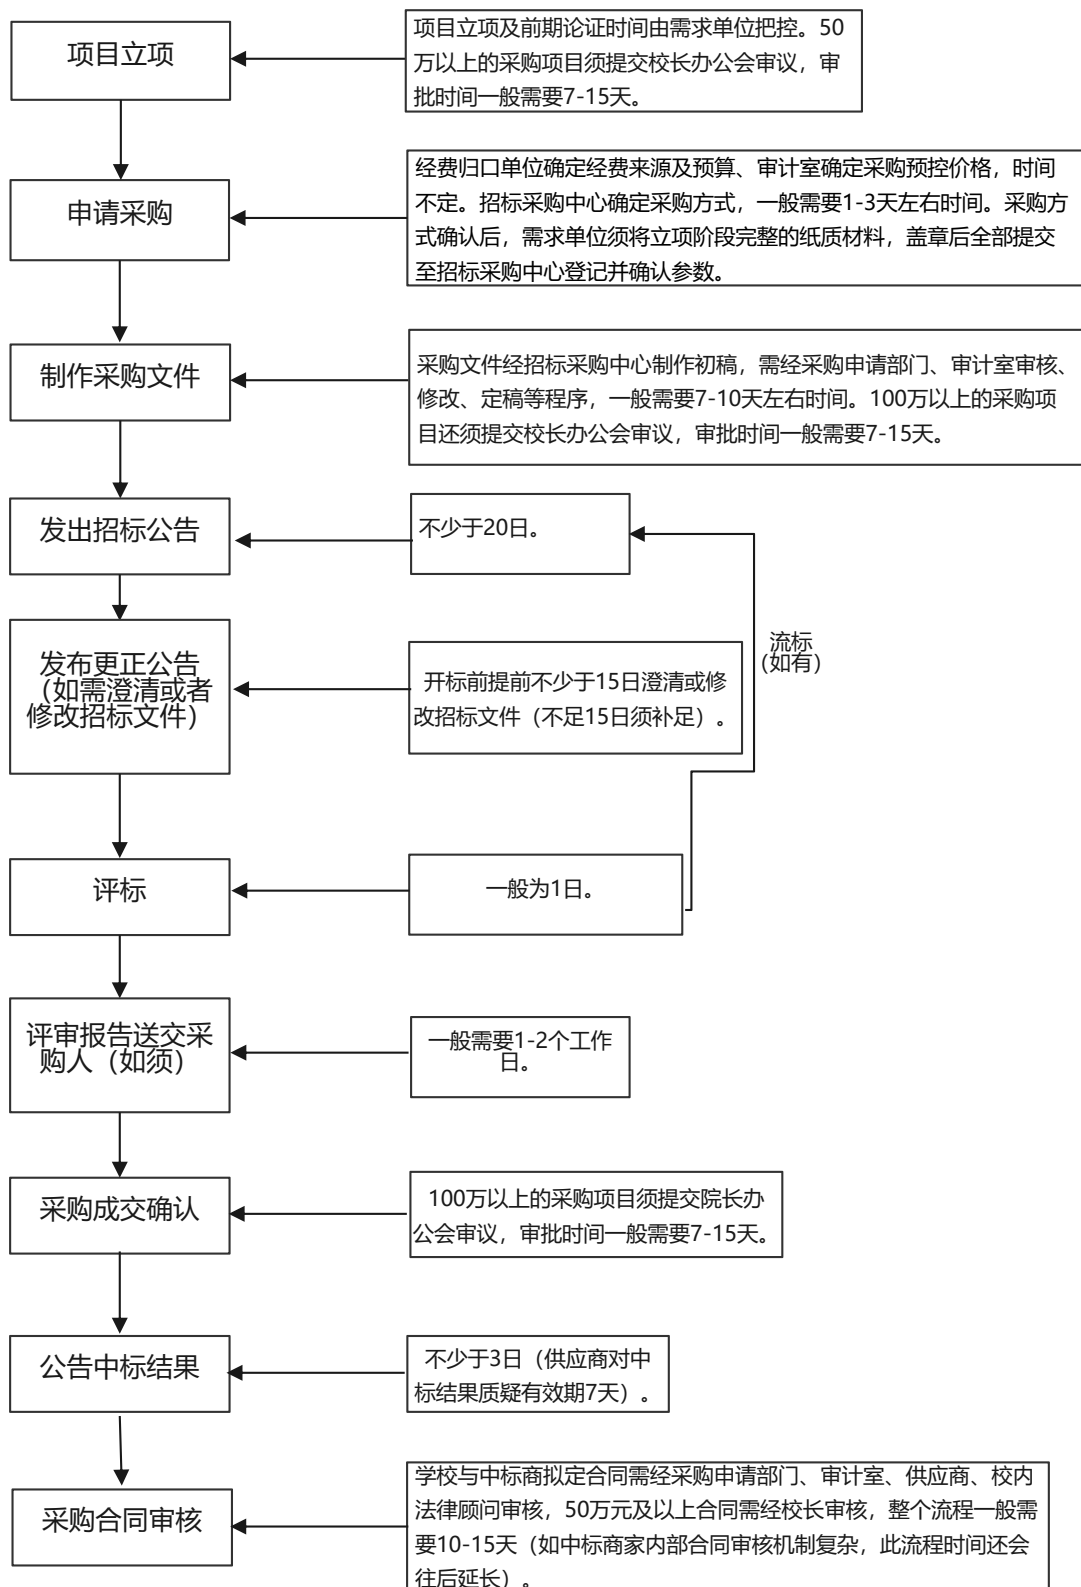 项目立项
项目立项及前期论证时间由需求单位把控。50
万以上的采购项目须提交校长办公会审议，审
批时间一般需要7-15天。
申请采购
经费归口单位确定经费来源及预算、审计室确定采购预控价格，时间
不定。招标采购中心确定采购方式，一般需要1-3天左右时间。采购方
式确认后，需求单位须将立项阶段完整的纸质材料，盖章后全部提交
至招标采购中心登记并确认参数。
制作采购文件
采购文件经招标采购中心制作初稿，需经采购申请部门、审计室审核、
修改、定稿等程序，一般需要7-10天左右时间。100万以上的采购项
目还须提交校长办公会审议，审批时间一般需要7-15天。
发出招标公告
不少于20日。
流标
（如有）
发布更正公告
（如需澄清或者
修改招标文件）
开标前提前不少于15日澄清或修
改招标文件（不足15日须补足）。
评标
一般为1日。
评审报告送交采
购人（如须）
一般需要1-2个工作
日。
采购成交确认
100万以上的采购项目须提交院长办
公会审议，审批时间一般需要7-15天。
公告中标结果
不少于3日（供应商对中
标结果质疑有效期7天）。
采购合同审核
学校与中标商拟定合同需经采购申请部门、审计室、供应商、校内
法律顾问审核，50万元及以上合同需经校长审核，整个流程一般需
要10-15天（如中标商家内部合同审核机制复杂，此流程时间还会
往后延长）。